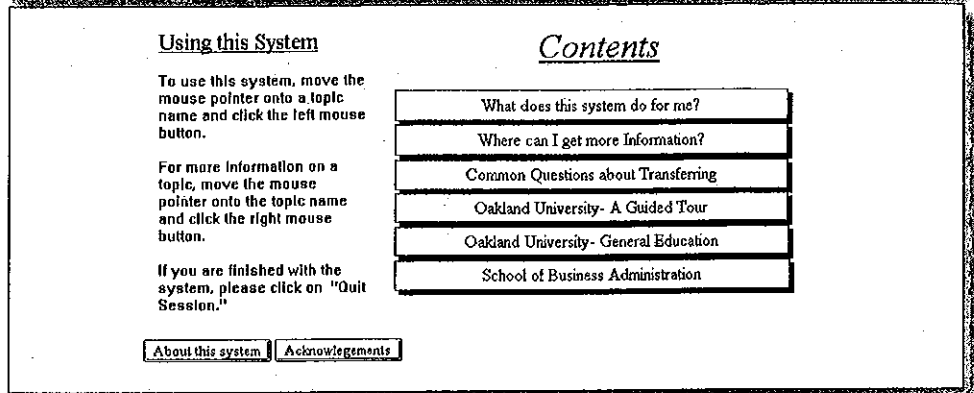 Using this System
To use this system, move the
mouse pointer onto a topic
name and click the left mouse
button.
For more Information on a
topic, move the mouse
pointer onto the topic name
and click the right mouse
button.
If you are finished with the
system, please click on "Quit
Session."
About this system
Acknowlegements
Contents
What does this system do for me?
Where can I get more Information?
Common Questions about Transferring
Oakland University- A Guided Tour
Oakland University- General Education
School of Business Administration